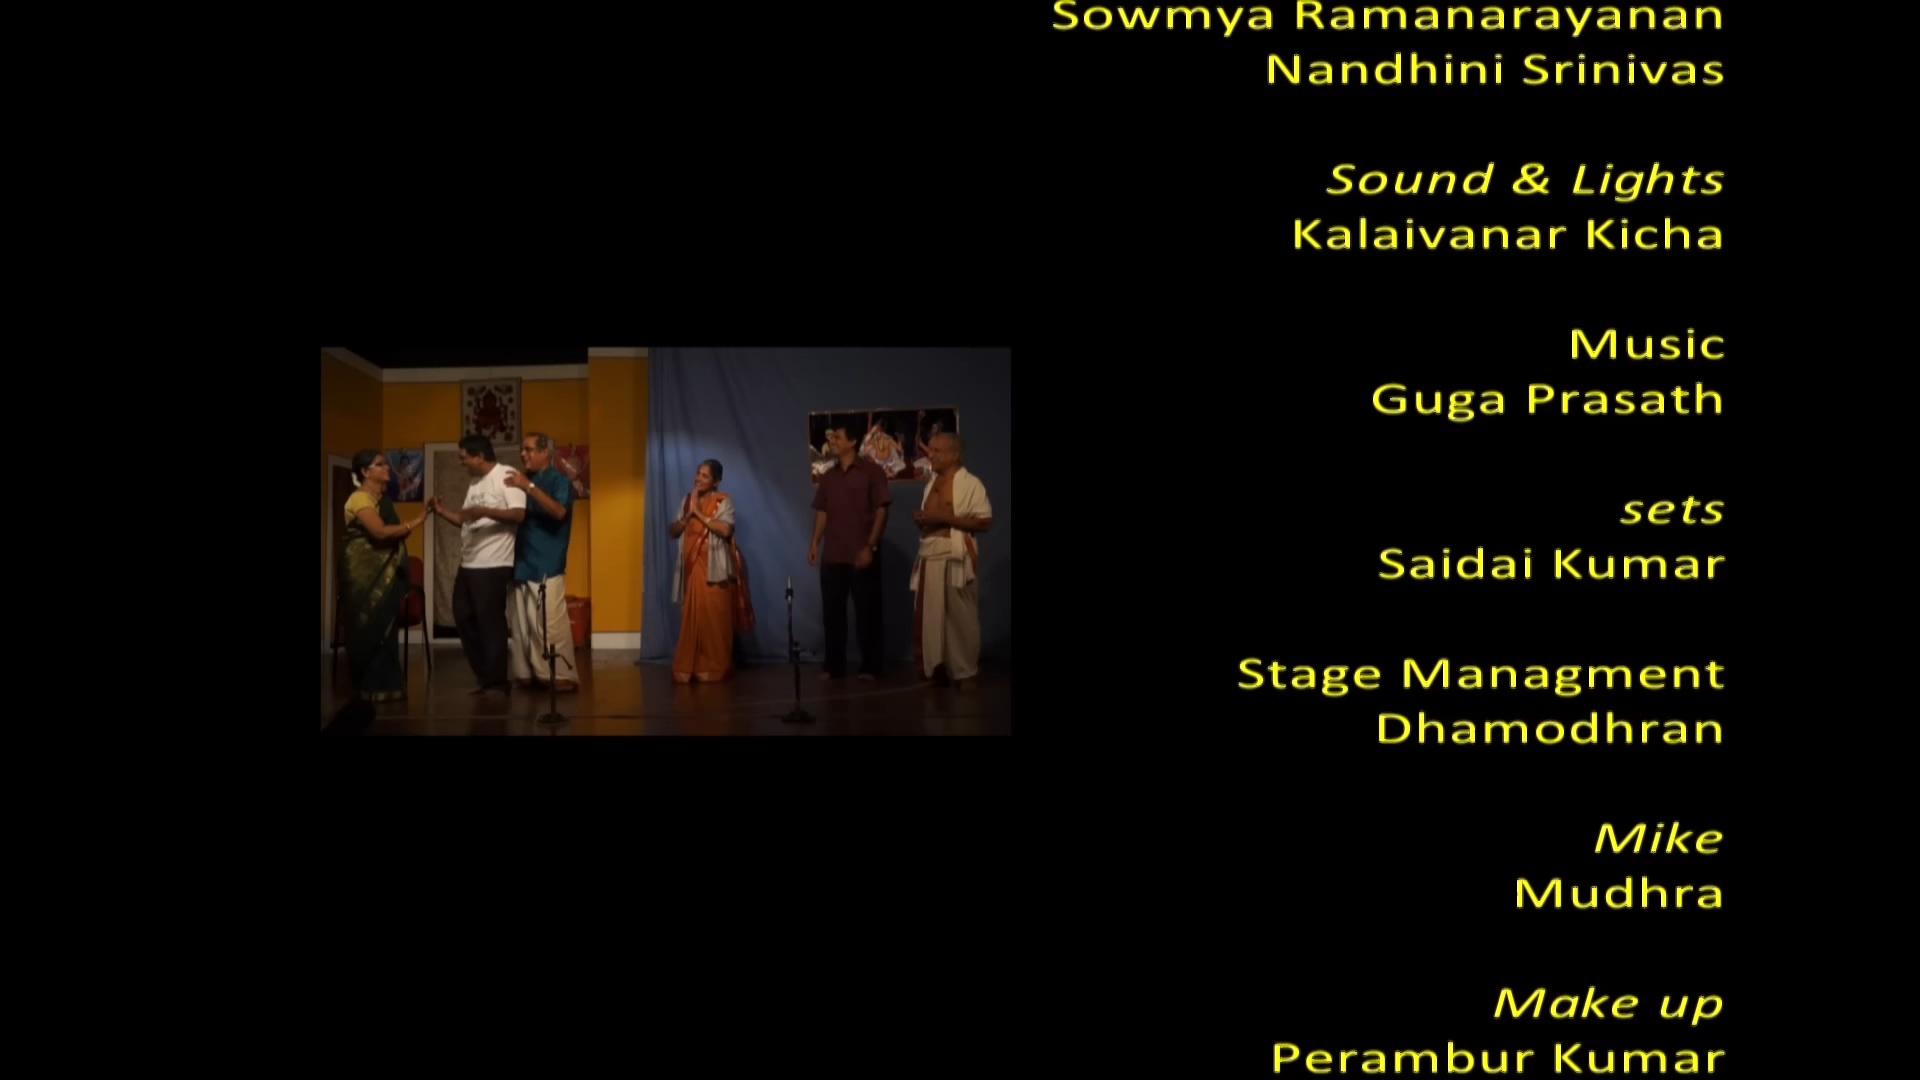 Sowmya Ramanarayanan
Nandhini Srinivas
Sound & Lights
Kalaivanar Kicha
Music
Guga Prasath
sets
Saidai Kumar
Stage Managment
Dhamodhran
Mike
Mudhra
Make up
Perambur Kumar